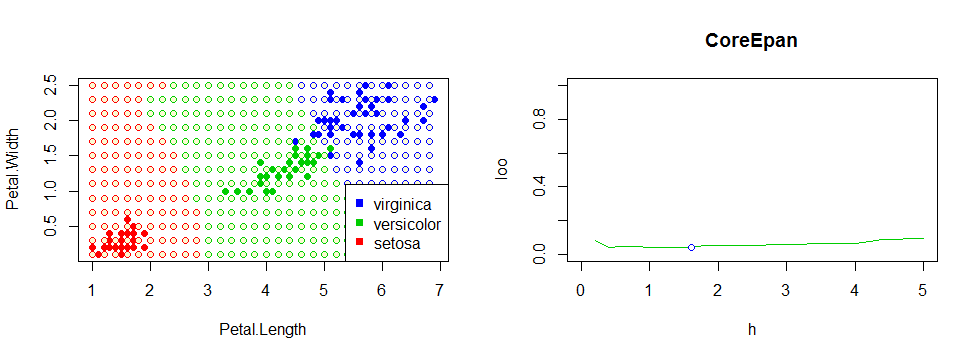 Petal.Width
0.5 1.0 1.5 2.0 2.5
virginica
versicolor
setosa
1 2 3 4 5 6 7
Petal.Length
CoreEpan
loo
0.0 0.4 0.8
0 1 2 3 4 5
h